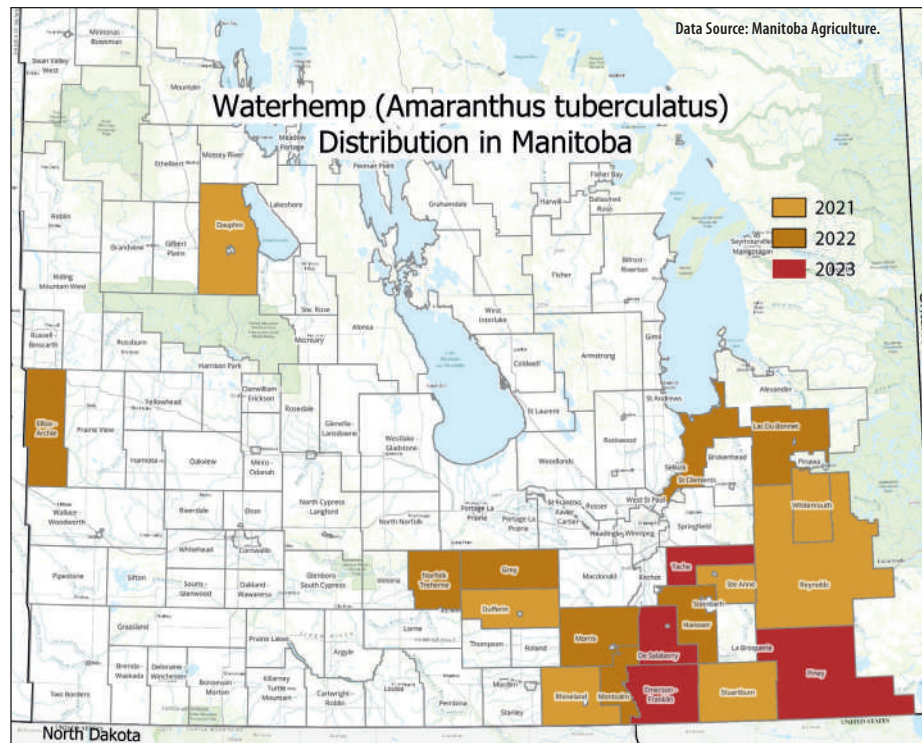 Data Source: Manitoba Agriculture.
Waterhemp (Amaranthus tuberculatus)
Distribution in Manitoba
2021
2022
2023
Minitonas -
Bowsman
Swan Valley
West
Mountain
Ethelbert
Mossey River
Meadow
Portage
Fisher Bay
Grahamdale
Harwill
Dallas/Red
Rose
Roblin
Grandview
Gilbert
Plains
Dauphin
Lakeshore
Seymourville
Manigotagan
Fisher
Bifrost -
Riverton
Riding
Mountain West
Ste. Rose
West
Interlake
Russell -
Binscarth
Rossburn
McCreary
Alonsa
Coldwell
Armstrong
Gimli
Harrison Park
Clanwilliam
Erickson
Rosedale
Glenella -
Lansdowne
St Laurent
St Andrews
Alexander
Ellice -
Archie
Prairie View
Yellowhead
Westlake -
Gladstone
Rockwood
Lac Du Bonnet
Hamiota
Oakview
Minto -
Odanah
Woodlands
Selkirk
St Clements
Brokenhead
Pinawa
Wallace -
Woodworth
Riverdale
Elton
North Cypress
Langford
North Norfolk
Portage La
Prairie
Portage La
Prairie
St François
Xavier
Cartier
Rosser
West St Paul
Headingley
Winnipeg
Springfield
Whitemouth
Whitehead
Cornwallis
Pipestone
Sifton
Souris -
Glenwood
Oakland -
Wawanesa
Glenboro
South Cypress
Victoria
Norfolk
Treherne
Grey
Macdonald
Ritchot
Tache
Ste Anne
Reynolds
Dufferin
Steinbach
Hanover
Grassland
Prairie Lakes
Argyle
Lorne
Thompson
Roland
Morris
De Salaberry
La Broquerie
Piney
Two Borders
Brenda -
Waskada
Deloraine -
Winchester
Boissevain -
Morton
Killarney
Turtle
Mountain
Cartwright -
Roblin
Louise
Pembina
Morden
Stanley
Rhineland
Montcalm
Emerson -
Franklin
Stuartburn
North Dakota
UNITED STATES